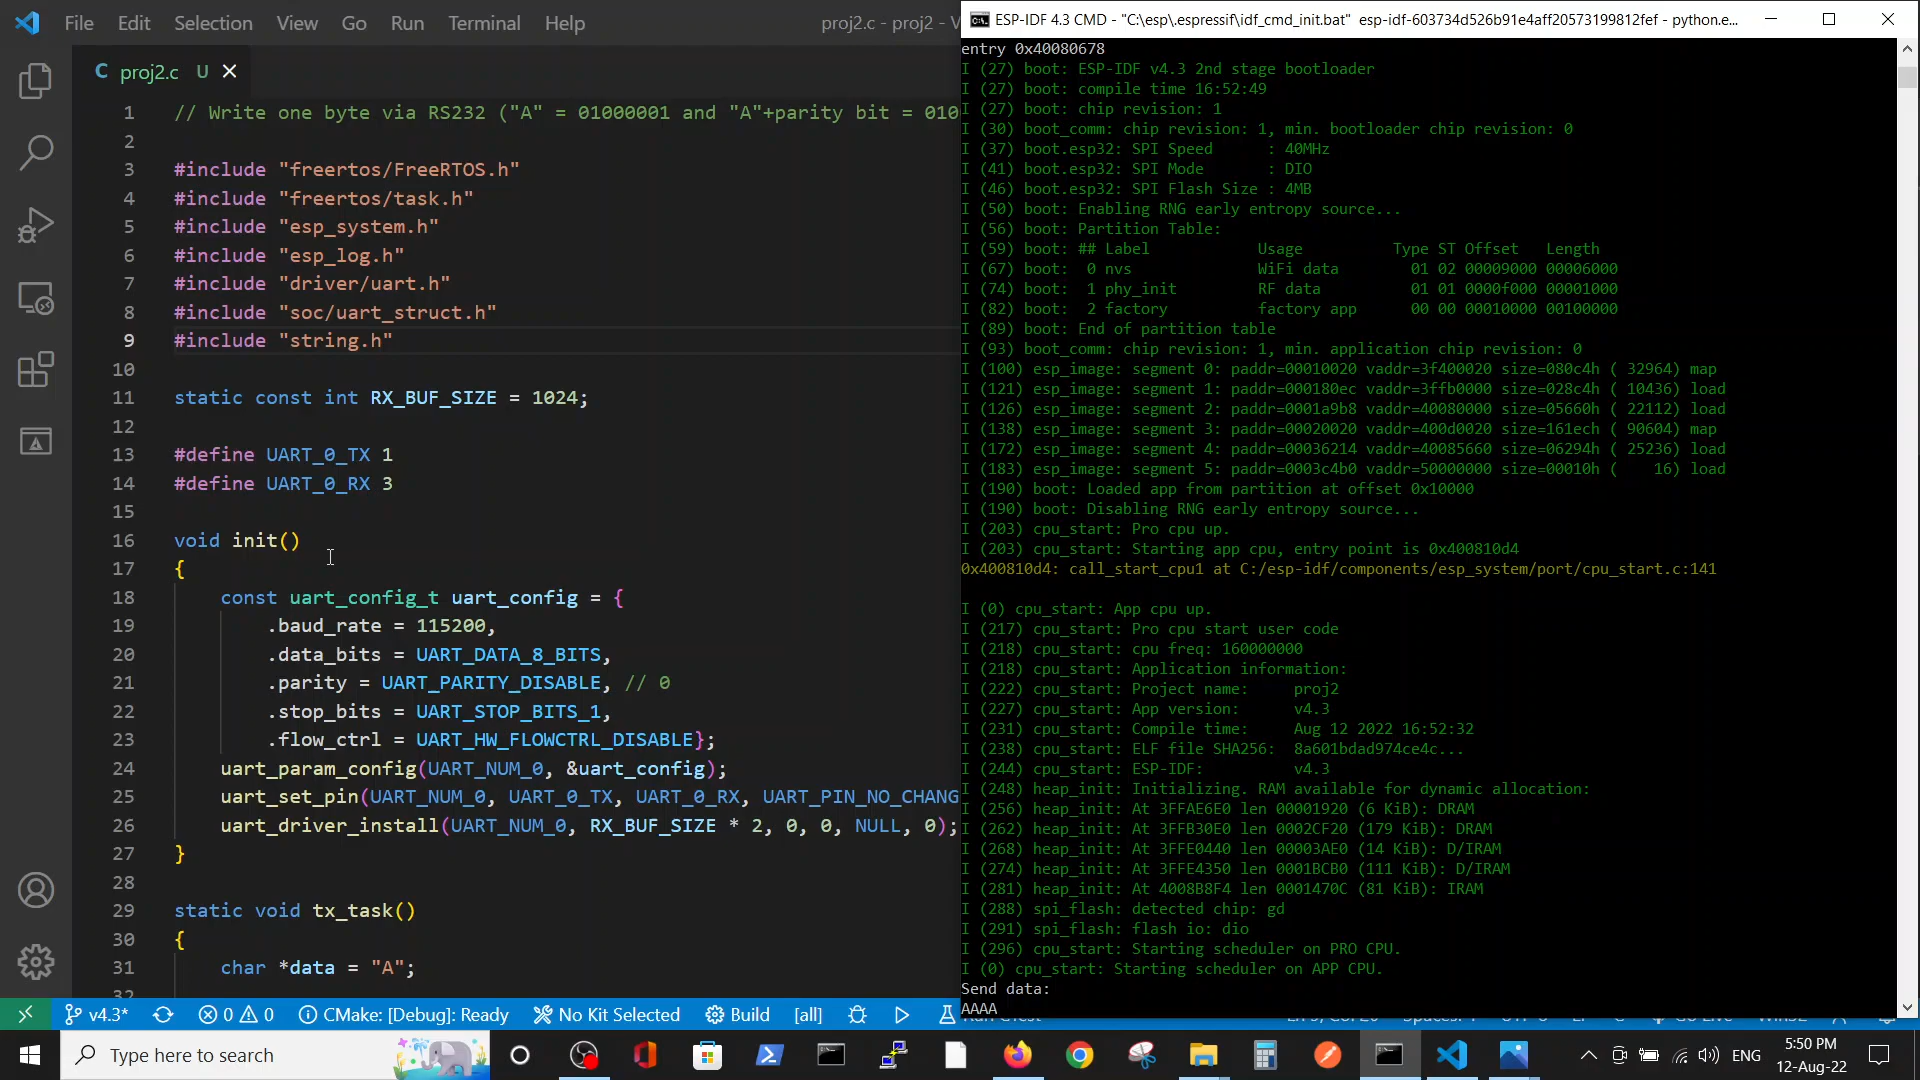 File Edit Selection View Go Run Terminal Help
proj2.c - proj2 - V
C proj2.c U
1 // Write one byte via RS232 ("A" = 01000001 and "A"+parity bit = 010
2
3 #include "freertos/FreeRTOS.h"
4 #include "freertos/task.h"
5 #include "esp_system.h"
6 #include "esp_log.h"
7 #include "driver/uart.h"
8 #include "soc/uart_struct.h"
9 #include "string.h"
10
11 static const int RX_BUF_SIZE = 1024;
12
13 #define UART_0_TX 1
14 #define UART_0_RX 3
15
16 void init()
17 {
18 const uart_config_t uart_config = {
19 .baud_rate = 115200,
20 .data_bits = UART_DATA_8_BITS,
21 .parity = UART_PARITY_DISABLE, // 0
22 .stop_bits = UART_STOP_BITS_1,
23 .flow_ctrl = UART_HW_FLOWCTRL_DISABLE};
24 uart_param_config(UART_NUM_0, &uart_config);
25 uart_set_pin(UART_NUM_0, UART_0_TX, UART_0_RX, UART_PIN_NO_CHANG
26 uart_driver_install(UART_NUM_0, RX_BUF_SIZE * 2, 0, 0, NULL, 0);
27 }
28
29 static void tx_task()
30 {
31 char *data = "A";
32
v4.3* 0 0 CMake: [Debug]: Ready No Kit Selected Build [all]
ESP-IDF 4.3 CMD - "C:\esp\.espressif\idf_cmd_init.bat" esp-idf-603734d526b91e4aff20573199812fef - python.e...
entry 0x40080678
I (27) boot: ESP-IDF v4.3 2nd stage bootloader
I (27) boot: compile time 16:52:49
I (27) boot: chip revision: 1
I (30) boot_comm: chip revision: 1, min. bootloader chip revision: 0
I (37) boot.esp32: SPI Speed : 40MHz
I (41) boot.esp32: SPI Mode : DIO
I (46) boot.esp32: SPI Flash Size : 4MB
I (50) boot: Enabling RNG early entropy source...
I (56) boot: Partition Table:
I (59) boot: ## Label Usage Type ST Offset Length
I (67) boot: 0 nvs WiFi data 01 02 00009000 00006000
I (74) boot: 1 phy_init RF data 01 01 0000f000 00001000
I (82) boot: 2 factory factory app 00 00 00010000 00100000
I (89) boot: End of partition table
I (93) boot_comm: chip revision: 1, min. application chip revision: 0
I (100) esp_image: segment 0: paddr=00010020 vaddr=3f400020 size=080c4h ( 32964) map
I (121) esp_image: segment 1: paddr=000180ec vaddr=3ffb0000 size=028c4h ( 10436) load
I (126) esp_image: segment 2: paddr=0001a9b8 vaddr=40080000 size=05660h ( 22112) load
I (138) esp_image: segment 3: paddr=00020020 vaddr=400d0020 size=161ech ( 90604) map
I (172) esp_image: segment 4: paddr=00036214 vaddr=40085660 size=06294h ( 25236) load
I (183) esp_image: segment 5: paddr=0003c4b0 vaddr=50000000 size=00010h ( 16) load
I (190) boot: Loaded app from partition at offset 0x10000
I (190) boot: Disabling RNG early entropy source...
I (203) cpu_start: Pro cpu up.
I (203) cpu_start: Starting app cpu, entry point is 0x400810d4
0x400810d4: call_start_cpu1 at C:/esp-idf/components/esp_system/port/cpu_start.c:141
I (0) cpu_start: App cpu up.
I (217) cpu_start: Pro cpu start user code
I (218) cpu_start: cpu freq: 160000000
I (218) cpu_start: Application information:
I (222) cpu_start: Project name: proj2
I (227) cpu_start: App version: v4.3
I (231) cpu_start: Compile time: Aug 12 2022 16:52:32
I (238) cpu_start: ELF file SHA256: 8a601bdad974ce4c...
I (244) cpu_start: ESP-IDF: v4.3
I (248) heap_init: Initializing. RAM available for dynamic allocation:
I (256) heap_init: At 3FFAE6E0 len 00001920 (6 KiB): DRAM
I (262) heap_init: At 3FFB30E0 len 0002CF20 (179 KiB): DRAM
I (268) heap_init: At 3FFE0440 len 00003AE0 (14 KiB): D/IRAM
I (274) heap_init: At 3FFE4350 len 0001BCB0 (111 KiB): D/IRAM
I (281) heap_init: At 4008B8F4 len 0001470C (81 KiB): IRAM
I (288) spi_flash: detected chip: gd
I (291) spi_flash: flash io: dio
I (296) cpu_start: Starting scheduler on PRO CPU.
I (0) cpu_start: Starting scheduler on APP CPU.
Send data:
AAAA
Type here to search
ENG
5:50 PM
12-Aug-22